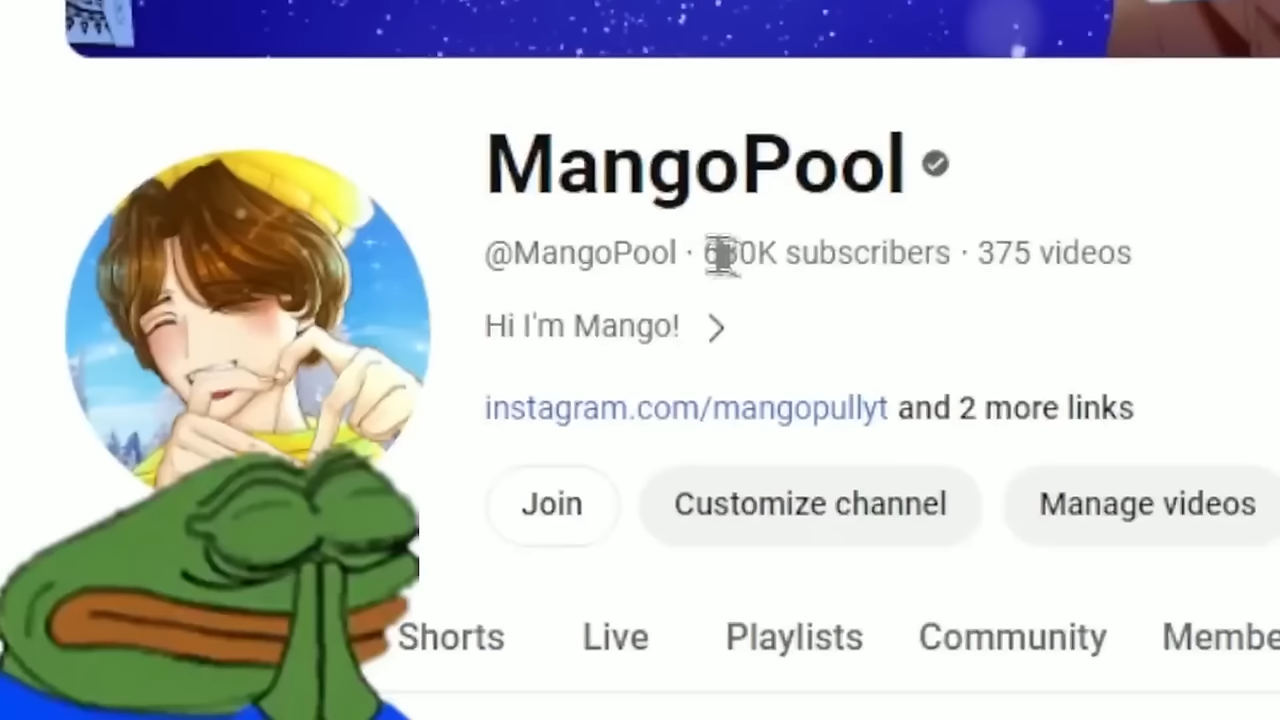 MangoPool
@MangoPool · subscribers · 375 videos
Hi I'm Mango!
instagram.com/mangopullyt and 2 more links
Join Customize channel Manage videos
Shorts Live Playlists Community Membe